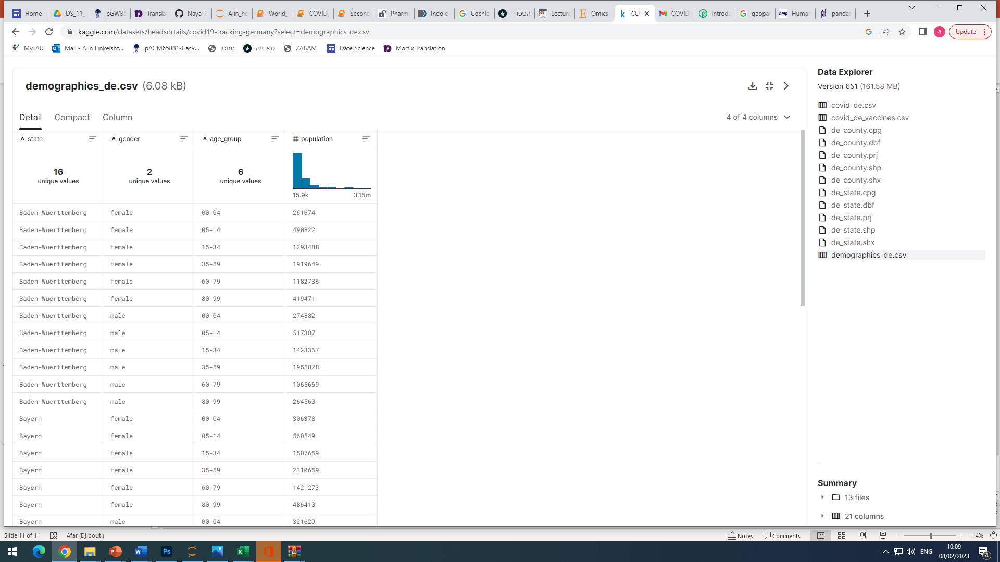 Home
DS_11_
pGWB5
Transla
Naya-P
Alin_ho
World_
COVID_
Second
Pharma
Indole
Cochle
הספריי
Lecture
Omics
CO
COVID
Introdu
geopar
hmp Human
pandas
kaggle.com/datasets/headsortails/covid19-tracking-germany?select=demographics_de.csv
a
Update
MyTAU
Mail - Alin Finkelsht...
pAGM65881-Cas9...
מחסן
ספרייה
ZABAM
Date Science
Morfix Translation
demographics_de.csv (6.08 kB)
Detail Compact Column
4 of 4 columns
A state A gender A age_group # population
16 2 6
unique values unique values unique values
15.9k 3.15m
Baden-Wuerttemberg female 00-04 261674
Baden-Wuerttemberg female 05-14 490822
Baden-Wuerttemberg female 15-34 1293488
Baden-Wuerttemberg female 35-59 1919649
Baden-Wuerttemberg female 60-79 1182736
Baden-Wuerttemberg female 80-99 419471
Baden-Wuerttemberg male 00-04 274882
Baden-Wuerttemberg male 05-14 517387
Baden-Wuerttemberg male 15-34 1423367
Baden-Wuerttemberg male 35-59 1955828
Baden-Wuerttemberg male 60-79 1065669
Baden-Wuerttemberg male 80-99 264560
Bayern female 00-04 306378
Bayern female 05-14 560549
Bayern female 15-34 1507659
Bayern female 35-59 2310659
Bayern female 60-79 1421273
Bayern female 80-99 486410
Bayern male 00-04 321629
Data Explorer
Version 651 (161.58 MB)
covid_de.csv
covid_de_vaccines.csv
de_county.cpg
de_county.dbf
de_county.prj
de_county.shp
de_county.shx
de_state.cpg
de_state.dbf
de_state.prj
de_state.shp
de_state.shx
demographics_de.csv
Summary
13 files
21 columns
Slide 11 of 11
Afar (Djibouti)
Notes
Comments
114%
ENG
10:09
08/02/2023
4